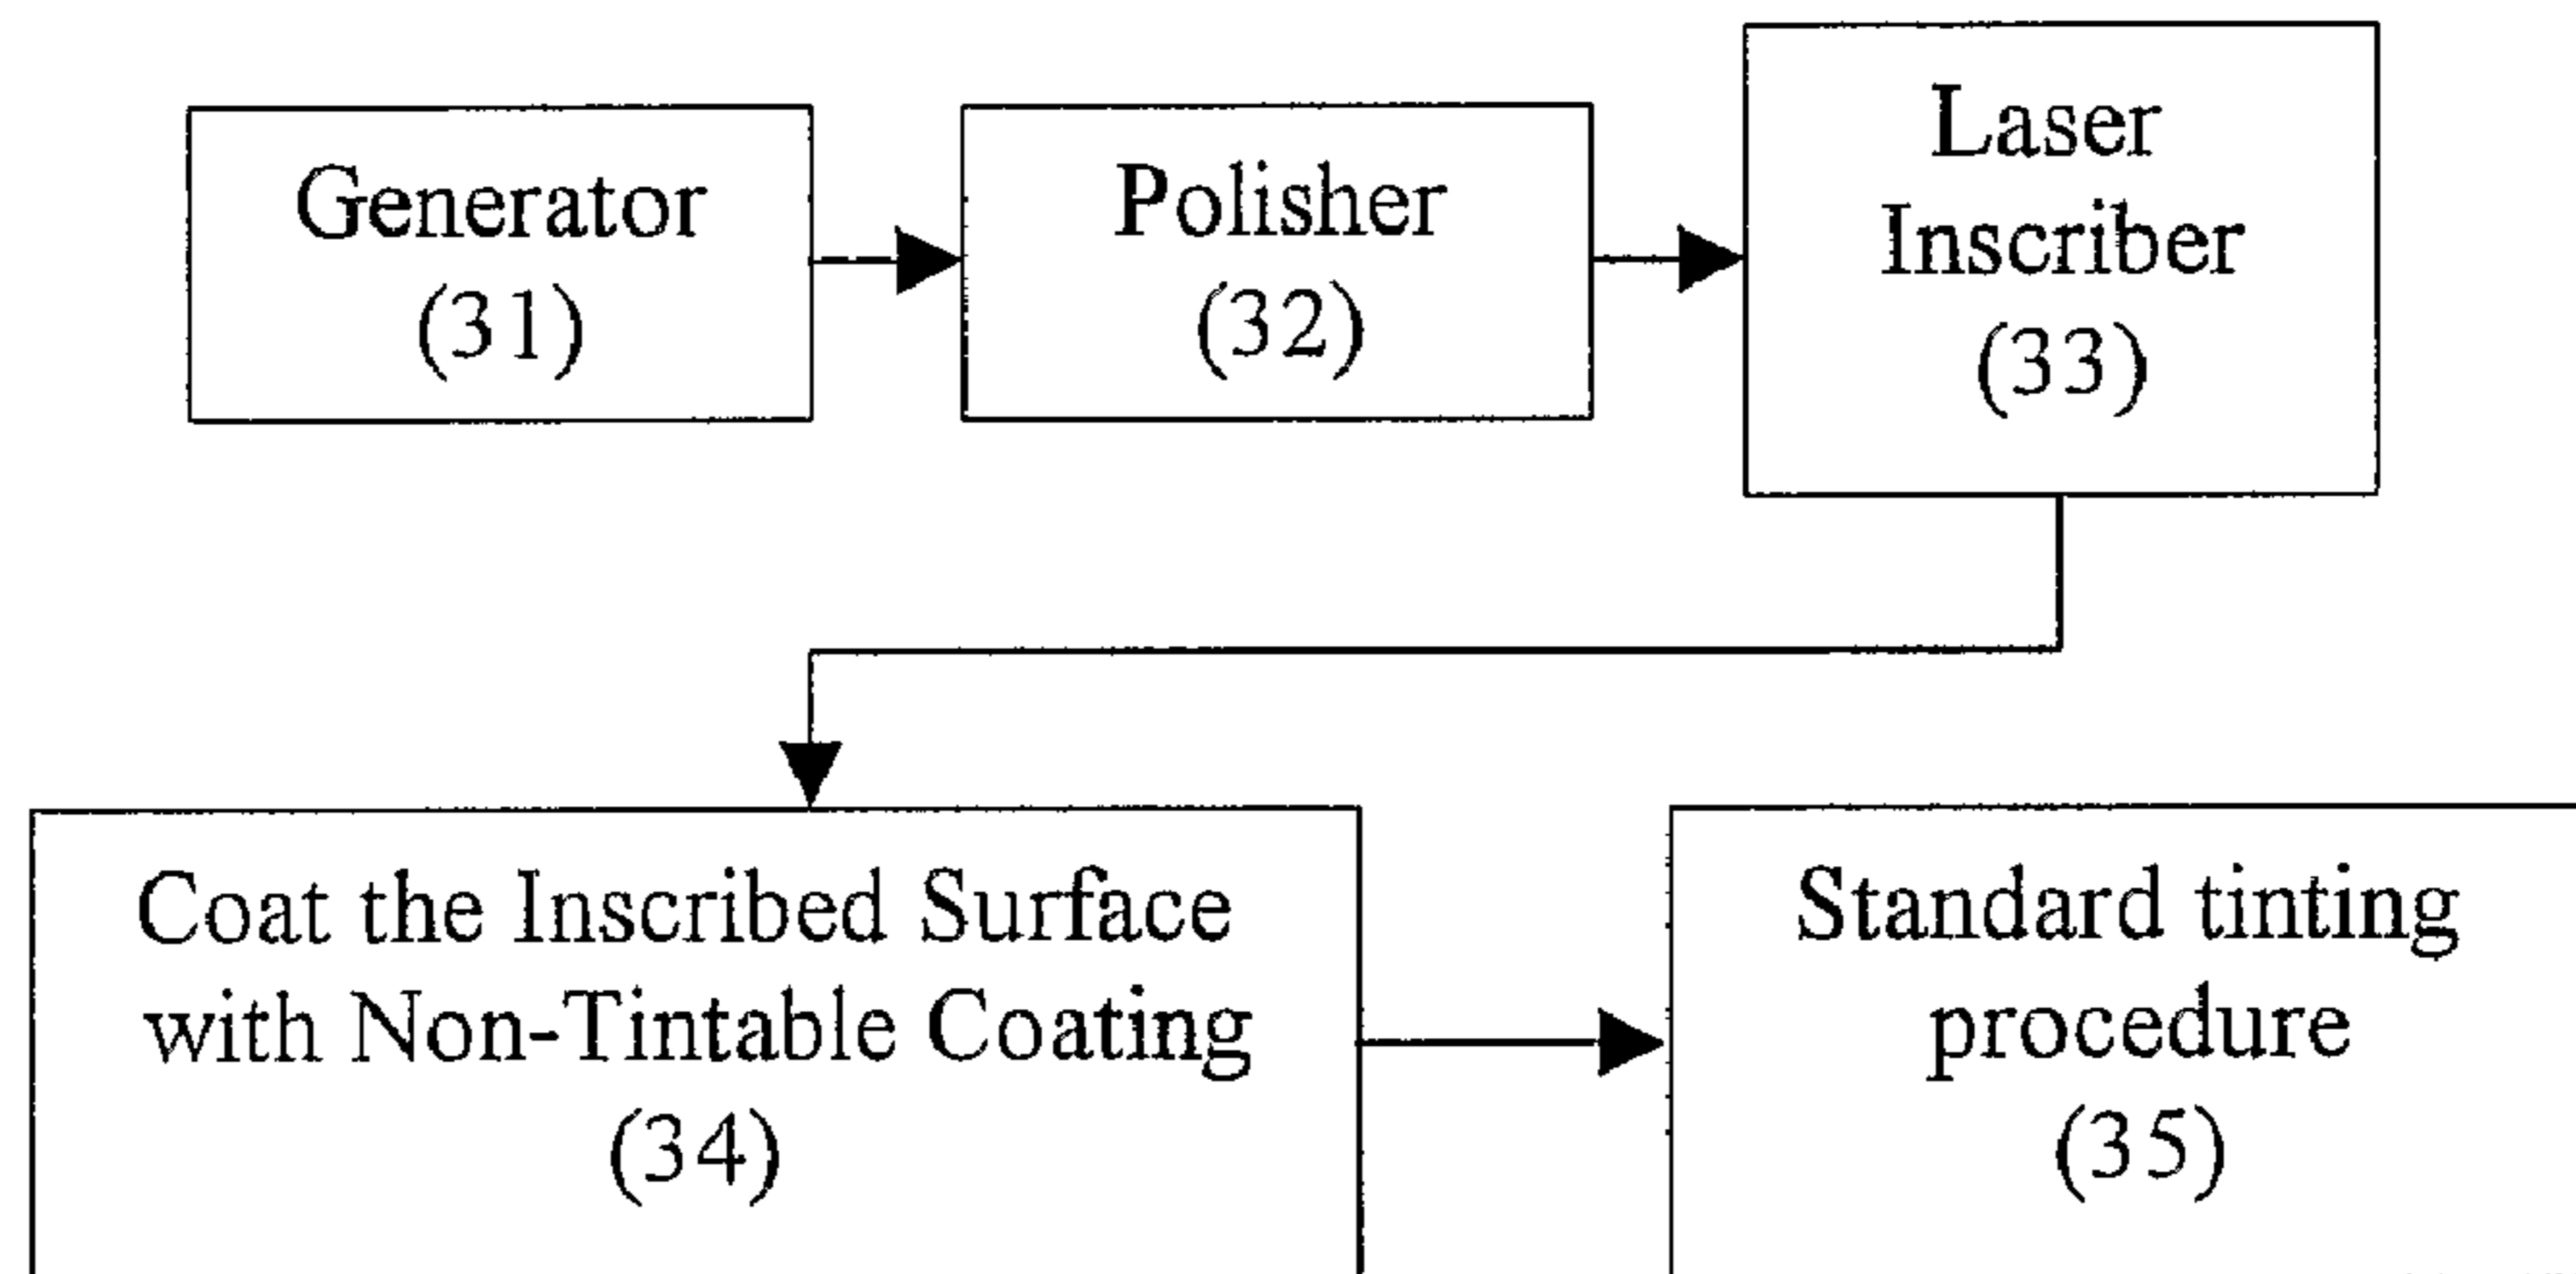 Generator
(31)
Polisher
(32)
Laser
Inscriber
(33)
Coat the Inscribed Surface
with Non-Tintable Coating
(34)
Standard tinting
procedure
(35)